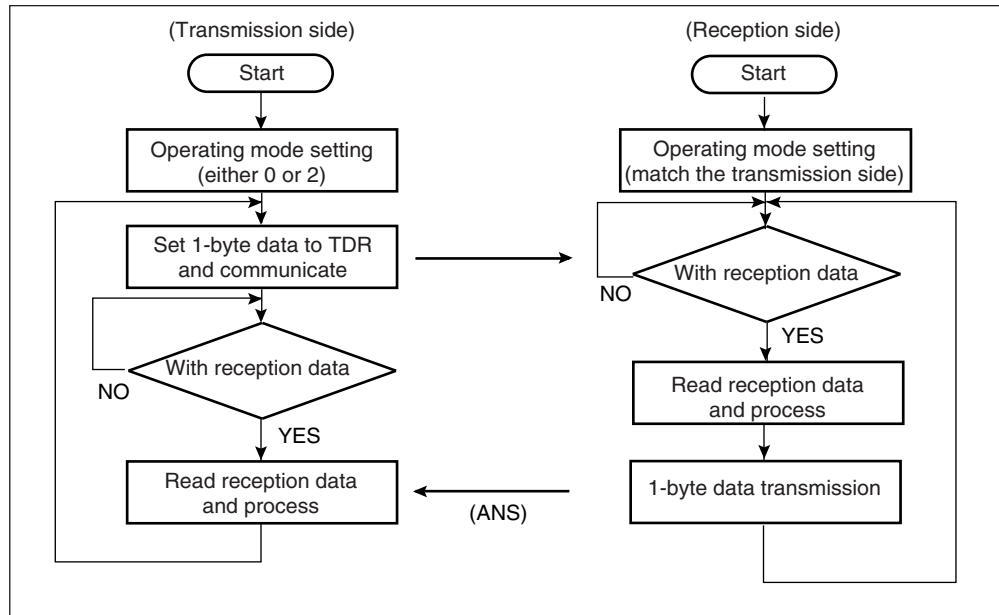 (Transmission side)
Start
Operating mode setting
(either 0 or 2)
Set 1-byte data to TDR
and communicate
With reception data
NO
YES
Read reception data
and process
(ANS)
(Reception side)
Start
Operating mode setting
(match the transmission side)
With reception data
NO
YES
Read reception data
and process
1-byte data transmission